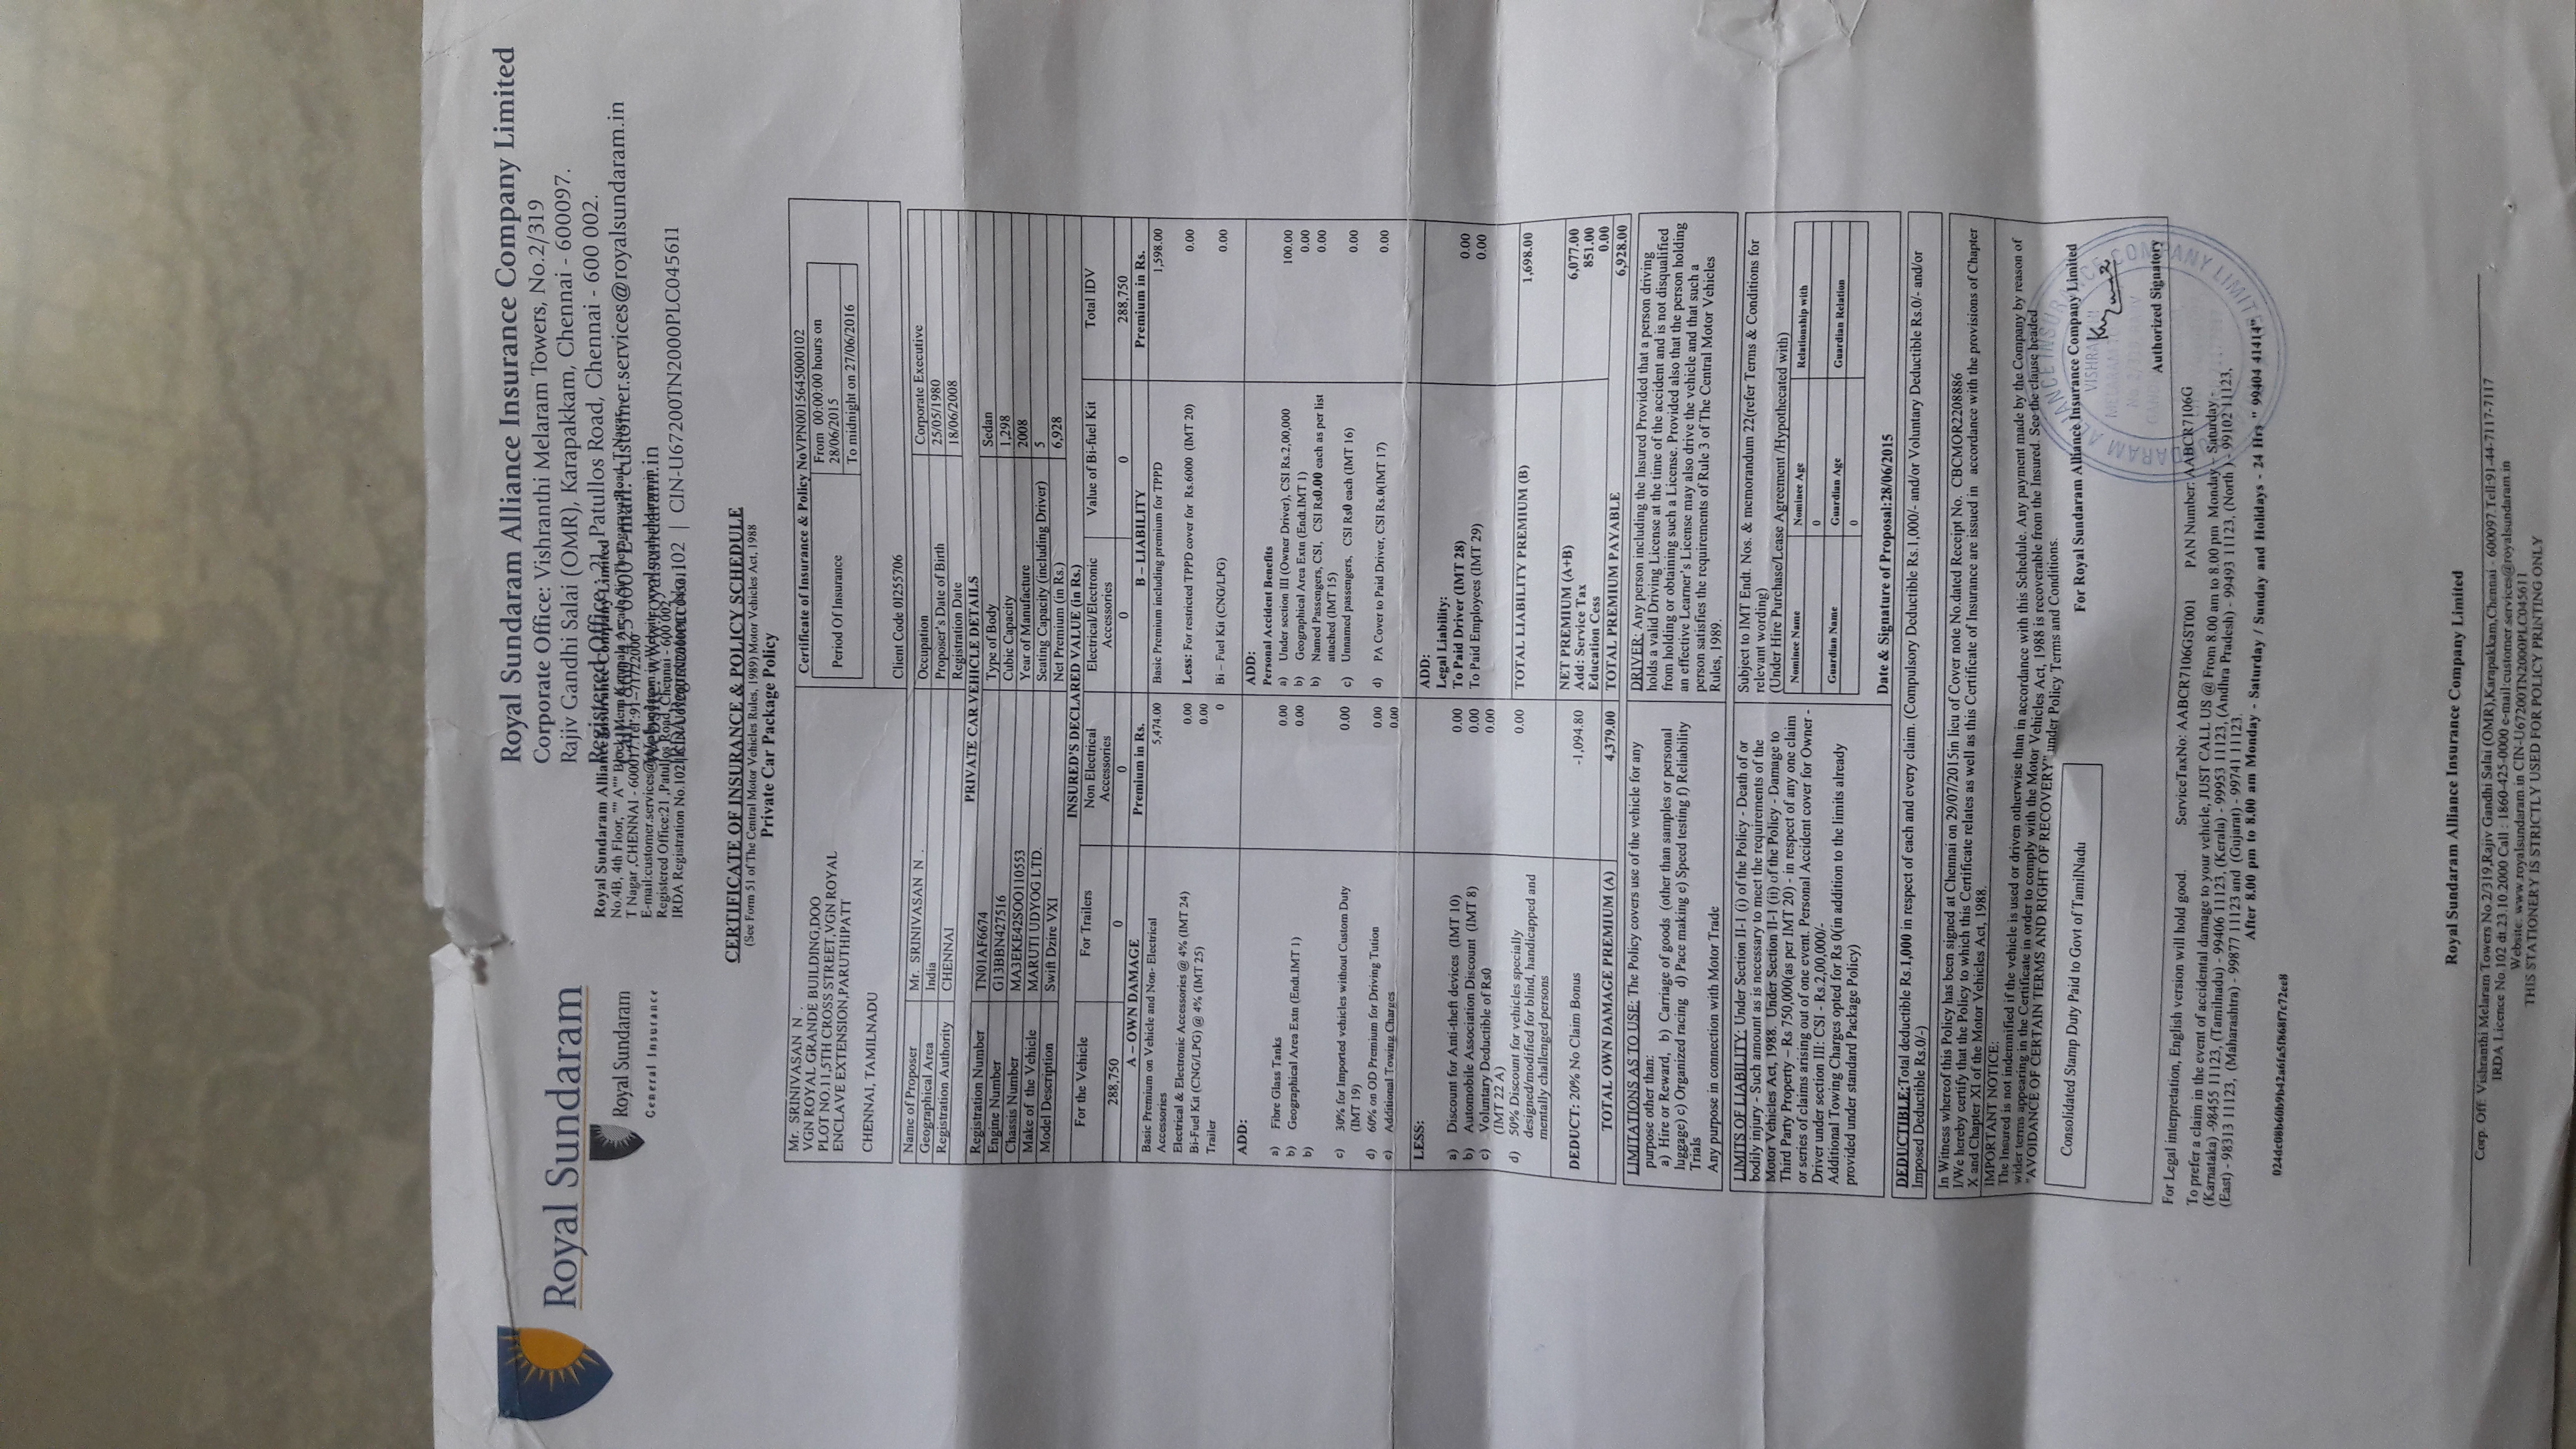 Royal Sundaram
Royal Sundaram
General Insurance
Royal Sundaram Alliance Insurance Company Limited
Corporate Office: Vishranthi Melaram Towers, No.2/319
Rajiv Gandhi Salai (OMR), Karapakkam, Chennai - 600097.
Registered Office: 21, Patullos Road, Chennai - 600 002.
Royal Sundaram Alliance Insurance Company Limited
No.4B, 4th Floor,
T Nagar ,CHENNAI - 600017.
E-mail:customer.services@royalsundaram.in
Registered Office:21 ,Patullos Road, Chennai - 600 002
IRDA Registration No.102 | CIN-U67200TN2000PLC045611
CERTIFICATE OF INSURANCE & POLICY SCHEDULE
(See Form 51 of The Central Motor Vehicles Rules, 1989) Motor Vehicles Act, 1988
Private Car Package Policy
Mr. SRINIVASAN N .
VGN ROYAL GRANDE BUILDING,DOO
PLOT NO.11,5TH CROSS STREET,VGN ROYAL
ENCLAVE EXTENSION,PARUTHIPATT
CHENNAI, TAMILNADU
Certificate of Insurance & Policy No VPN0015645000102
Period Of Insurance
From 00:00:00 hours on
28/06/2015
To midnight on 27/06/2016
Client Code 01255706
Name of Proposer Mr. SRINIVASAN N . Occupation Corporate Executive
Geographical Area India Proposer's Date of Birth 25/05/1980
Registration Authority CHENNAI Registration Date 18/06/2008
PRIVATE CAR VEHICLE DETAILS
Registration Number TN01AF6674 Type of Body Sedan
Engine Number G13BBN427516 Cubic Capacity 1,298
Chassis Number MA3EKE42S00110553 Year of Manufacture 2008
Make of the Vehicle MARUTI UDYOG LTD. Seating Capacity (including Driver) 5
Model Description Swift Dzire VXI Net Premium (in Rs.) 6,928
INSURED'S DECLARED VALUE (in Rs.)
For the Vehicle For Trailers Non Electrical Accessories Electrical/Electronic Accessories Value of Bi-fuel Kit Total IDV
288,750 0 0 0 0 288,750
A – OWN DAMAGE Premium in Rs. B – LIABILITY Premium in Rs.
Basic Premium on Vehicle and Non- Electrical Accessories 5,474.00 Basic Premium including premium for TPPD 1,598.00
Electrical & Electronic Accessories @ 4% (IMT 24) 0.00 Less: For restricted TPPD cover for Rs.6000 (IMT 20) 0.00
Bi-Fuel Kit (CNG/LPG) @ 4% (IMT 25) 0.00
Trailer 0 Bi – Fuel Kit (CNG/LPG) 0.00
ADD: ADD:
Personal Accident Benefits
a) Fibre Glass Tanks 0.00 a) Under section III (Owner Driver), CSI Rs.2,00,000 100.00
b) Geographical Area Extn (Endt.IMT 1) 0.00 b) Geographical Area Extn (Endt.IMT 1) 0.00
b) b) Named Passengers, CSI, CSI Rs0.00 each as per list attached (IMT 15) 0.00
c) 30% for Imported vehicles without Custom Duty (IMT 19) 0.00 c) Unnamed passengers, CSI Rs0 each (IMT 16) 0.00
d) 60% on OD Premium for Driving Tution 0.00 d) PA Cover to Paid Driver, CSI Rs.0(IMT 17) 0.00
e) Additional Towing Charges 0.00
LESS: ADD:
Legal Liability:
a) Discount for Anti-theft devices (IMT 10) 0.00 To Paid Driver (IMT 28) 0.00
b) Automobile Association Discount (IMT 8) 0.00 To Paid Employees (IMT 29) 0.00
c) Voluntary Deductible of Rs0 0.00
(IMT 22 A)
d) 50% Discount for vehicles specially designed/modified for blind, handicapped and mentally challenged persons 0.00 TOTAL LIABILITY PREMIUM (B) 1,698.00
DEDUCT: 20% No Claim Bonus -1,094.80 NET PREMIUM (A+B) 6,077.00
Add: Service Tax 851.00
Education Cess 0.00
TOTAL OWN DAMAGE PREMIUM (A) 4,379.00 TOTAL PREMIUM PAYABLE 6,928.00
LIMITATIONS AS TO USE: The Policy covers use of the vehicle for any
purpose other than:
a) Hire or Reward, b) Carriage of goods (other than samples or personal
luggage) c) Organized racing d) Pace making e) Speed testing f) Reliability
Trials
Any purpose in connection with Motor Trade
DRIVER: Any person including the Insured Provided that a person driving
holds a valid Driving License at the time of the accident and is not disqualified
from holding or obtaining such a License. Provided also that the person holding
an effective Learner's License may also drive the vehicle and that such a
person satisfies the requirements of Rule 3 of The Central Motor Vehicles
Rules, 1989.
LIMITS OF LIABILITY: Under Section II-1 (i) of the Policy - Death of or
bodily injury - Such amount as is necessary to meet the requirements of the
Motor Vehicles Act, 1988. Under Section II-1 (ii) of the Policy - Damage to
Third Party Property – Rs 750,000(as per IMT 20) - in respect of any one claim
or series of claims arising out of one event. Personal Accident cover for Owner -
Driver under section III: CSI - Rs.2,00,000/-
Additional Towing Charges opted for Rs 0(in addition to the limits already
provided under standard Package Policy)
Subject to IMT Endt. Nos. & memorandum 22(refer Terms & Conditions for
relevant wording)
(Under Hire Purchase/Lease Agreement /Hypothecated with)
Nominee Name Nominee Age Relationship with
0
Guardian Name Guardian Age Guardian Relation
0
Date & Signature of Proposal:28/06/2015
DEDUCTIBLE:Total deductible Rs.1,000 in respect of each and every claim. (Compulsory Deductible Rs.1,000/- and/or Voluntary Deductible Rs.0/- and/or
Imposed Deductible Rs.0/-)
In Witness whereof this Policy has been signed at Chennai on 29/07/2015in lieu of Cover note No.dated Receipt No. CBCMOR2208886
I/We hereby certify that the Policy to which this Certificate relates as well as this Certificate of Insurance are issued in accordance with the provisions of Chapter
X and Chapter XI of the Motor Vehicles Act, 1988.
IMPORTANT NOTICE:
The Insured is not indemnified if the vehicle is used or driven otherwise than in accordance with this Schedule. Any payment made by the Company by reason of
wider terms appearing in the Certificate in order to comply with the Motor Vehicles Act, 1988 is recoverable from the Insured. See the clause headed
"AVOIDANCE OF CERTAIN TERMS AND RIGHT OF RECOVERY" under Policy Terms and Conditions.
For Royal Sundaram Alliance Insurance Company Limited
Consolidated Stamp Duty Paid to Govt of TamilNadu
Authorized Signatory
For Legal interpretation, English version will hold good. ServiceTaxNo: AABCR7106GST001 PAN Number: AABCR7106G
To prefer a claim in the event of accidental damage to your vehicle, JUST CALL US @ From 8.00 am to 8.00 pm Monday - Saturday -
(Karnataka) -98455 11123, (Tamilnadu) - 99406 11123, (Kerala) - 99953 11123, (Andhra Pradesh) - 99493 11123, (North ) - 99102 11123,
(East) - 98313 11123, (Maharashtra) - 99877 11123 and (Gujarat) - 99741 11123,
After 8.00 pm to 8.00 am Monday - Saturday / Sunday and Holidays - 24 Hrs " 99404 41414"
024dc08b60b9b42a6fa5f868f7c72ee8
Royal Sundaram Alliance Insurance Company Limited
Corp. Off: Vishranthi Melaram Towers No.2/319,Rajiv Gandhi Salai (OMR),Karapakkam,Chennai - 600097.Tel:91-44-7117-7117
IRDA Licence No.102 dt.23.10.2000 Call : 1860-425-0000 e-mail:customer.services@royalsundaram.in
Website: www.royalsundaram.in CIN-U67200TN2000PLC045611
THIS STATIONERY IS STRICTLY USED FOR POLICY PRINTING ONLY